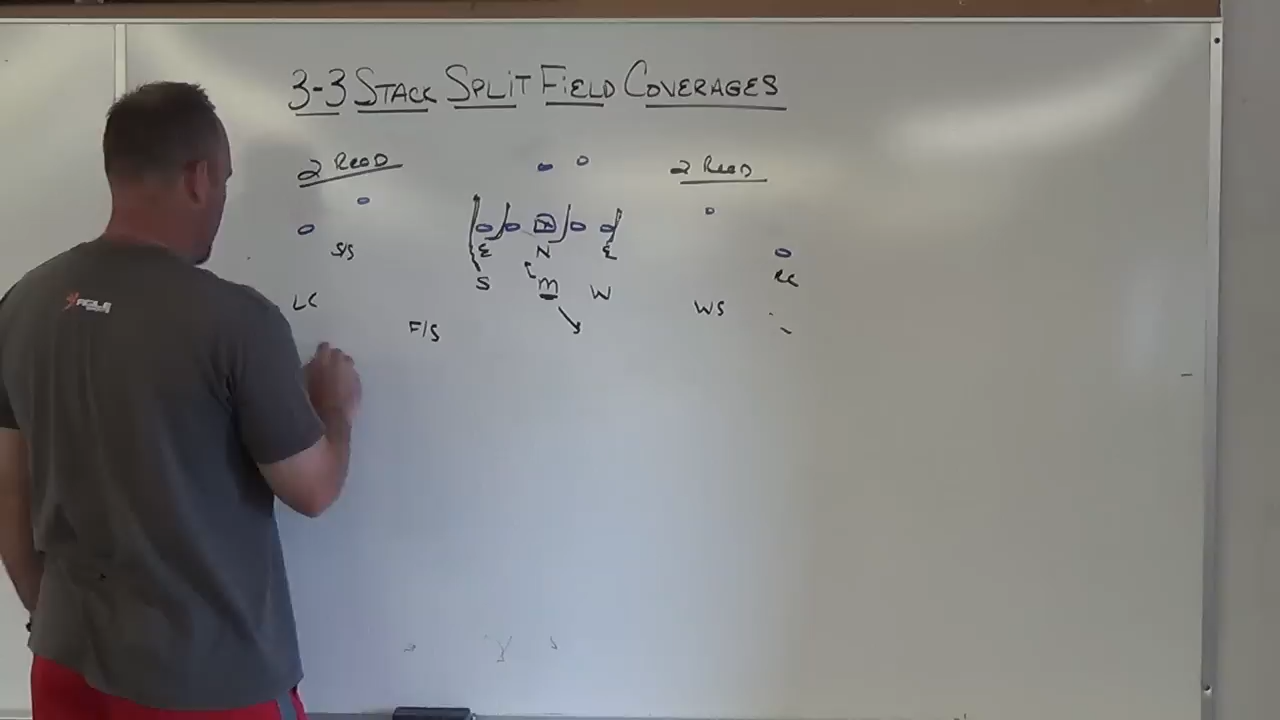 3-3 STACK SPLIT FIELD COVERAGES
2 READ
2 READ
S/S
E
N
E
S
M
W
RC
LC
WS
F/S